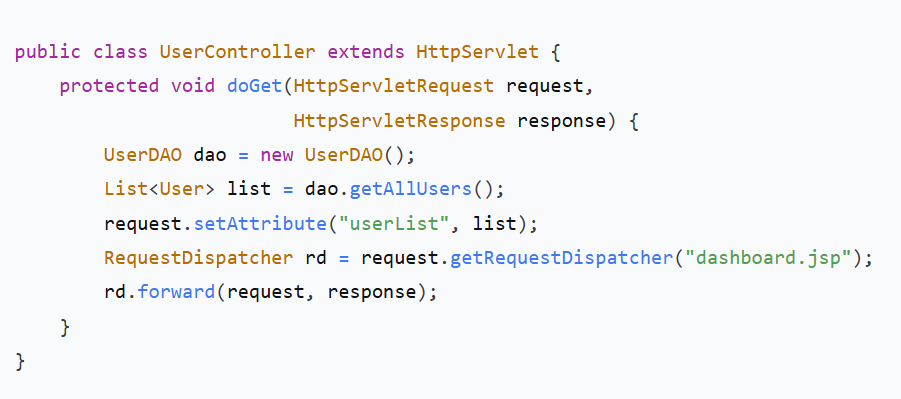 public class UserController extends HttpServlet {
    protected void doGet(HttpServletRequest request,
                         HttpServletResponse response) {
        UserDAO dao = new UserDAO();
        List<User> list = dao.getAllUsers();
        request.setAttribute("userList", list);
        RequestDispatcher rd = request.getRequestDispatcher("dashboard.jsp");
        rd.forward(request, response);
    }
}